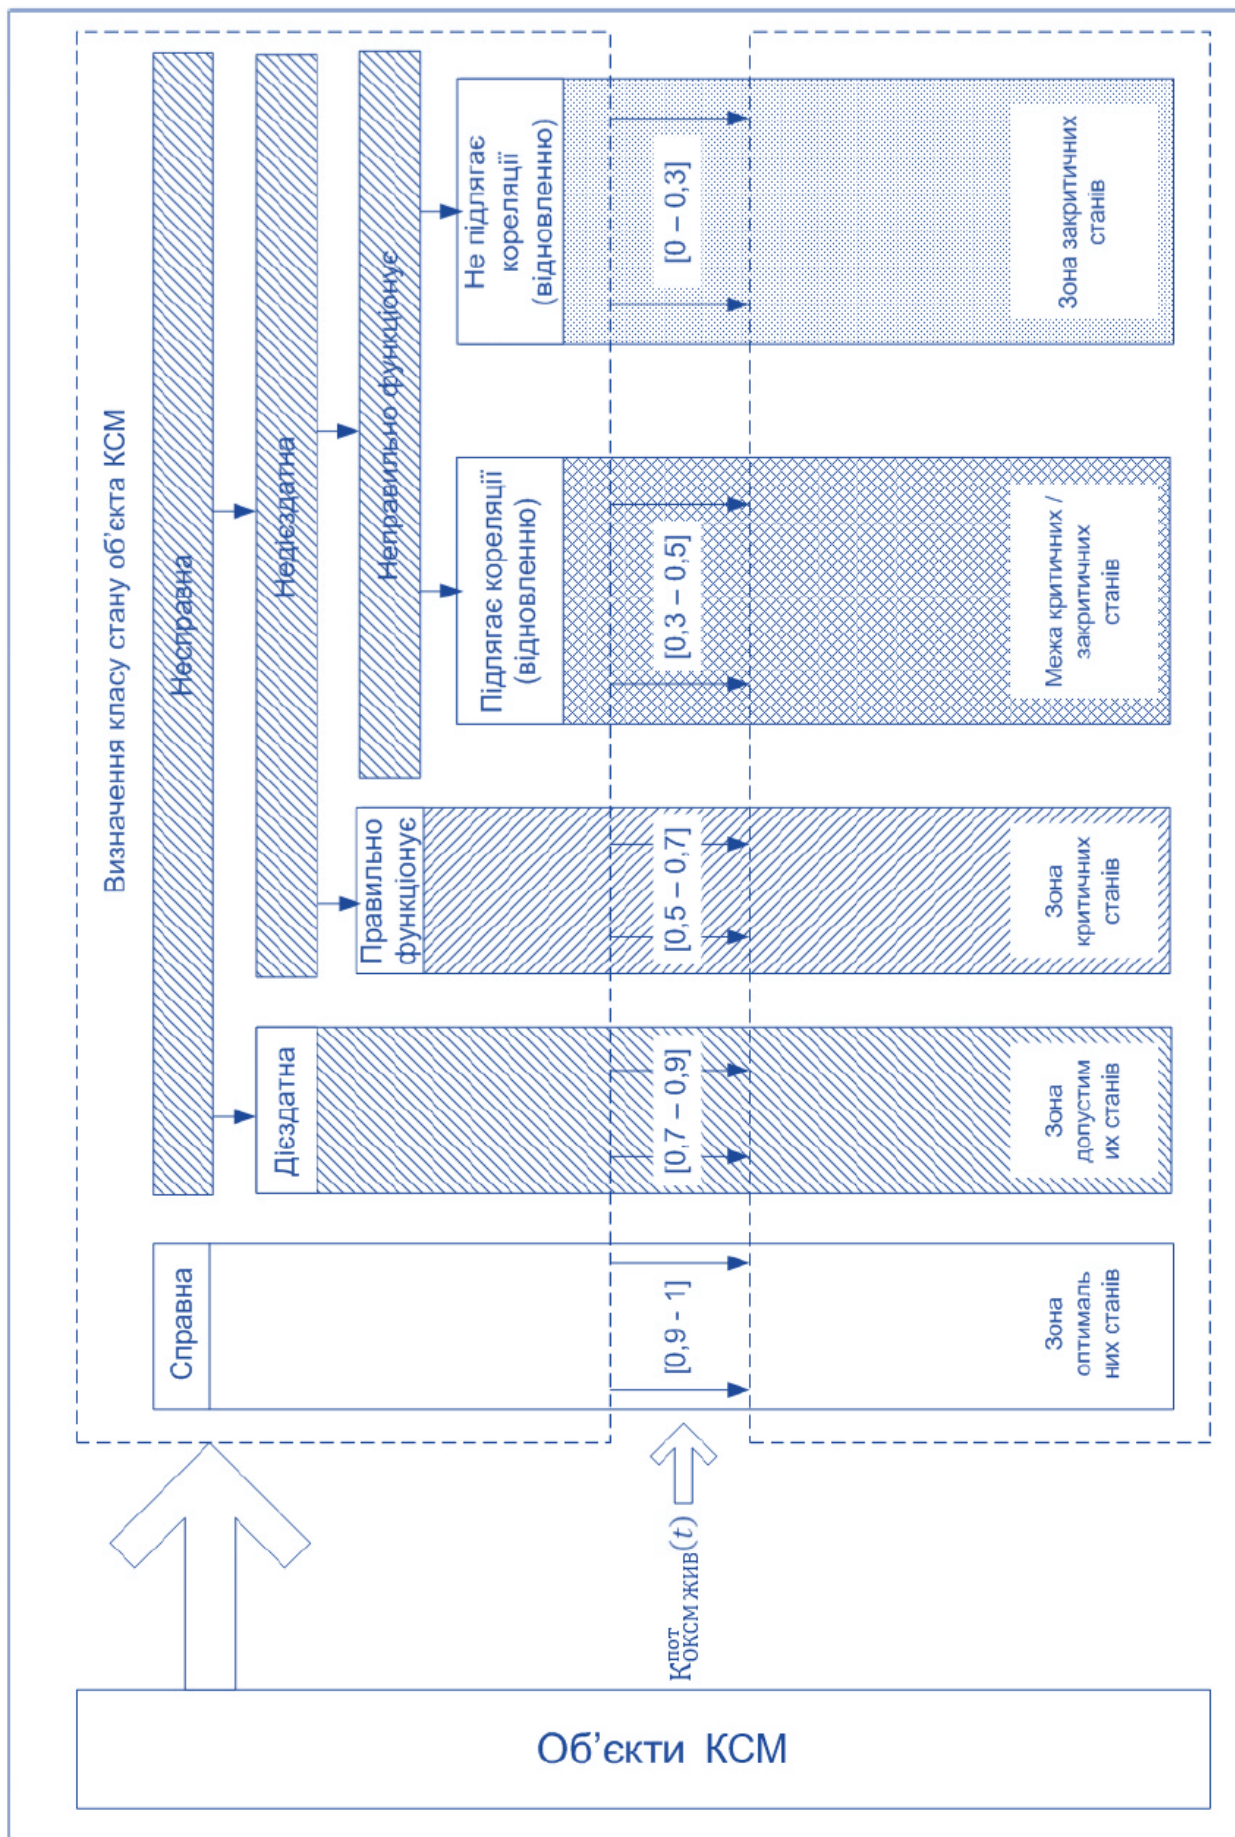 Об’єкти КСМ
Визначення класу стану об’єкта КСМ
Справна
Несправна
Дієздатна
Недієздатна
Правильно
функціонує
Неправильно функціонує
Підлягає кореляції
(відновленню)
Не підлягає
кореляції
(відновленню)
К^пот_ОКСМ ЖИВ(t)
[0,9 - 1]
[0,7 – 0,9]
[0,5 – 0,7]
[0,3 – 0,5]
[0 – 0,3]
Зона
оптималь
них станів
Зона
допустим
их станів
Зона
критичних
станів
Межа критичних /
закритичних
станів
Зона закритичних
станів